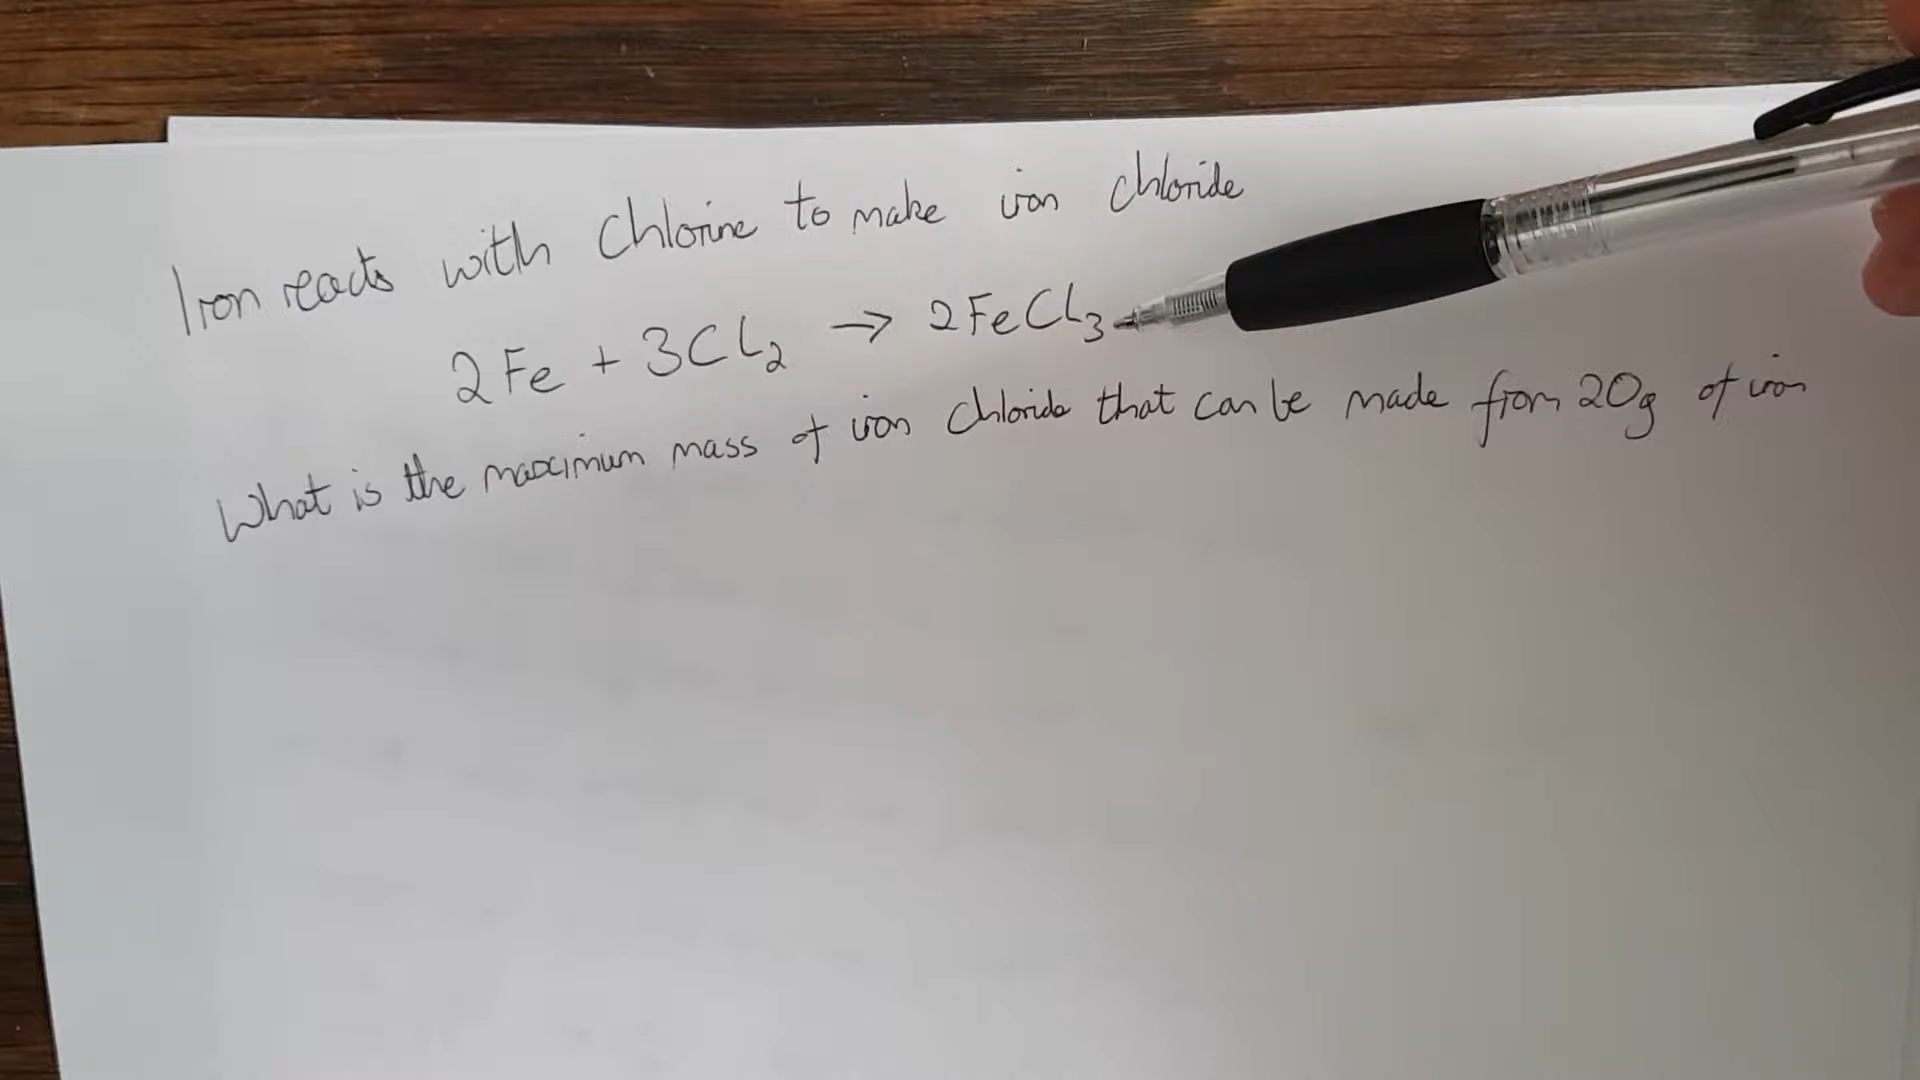 Iron reacts with Chlorine to make iron chloride
2Fe + 3Cl₂ → 2FeCl₃
What is the maximum mass of iron chloride that can be made from 20g of iron